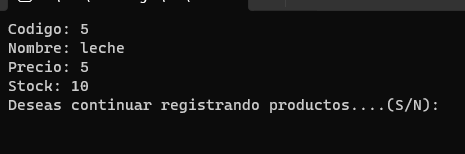 Codigo: 5
Nombre: leche
Precio: 5
Stock: 10
Deseas continuar registrando productos....(S/N):